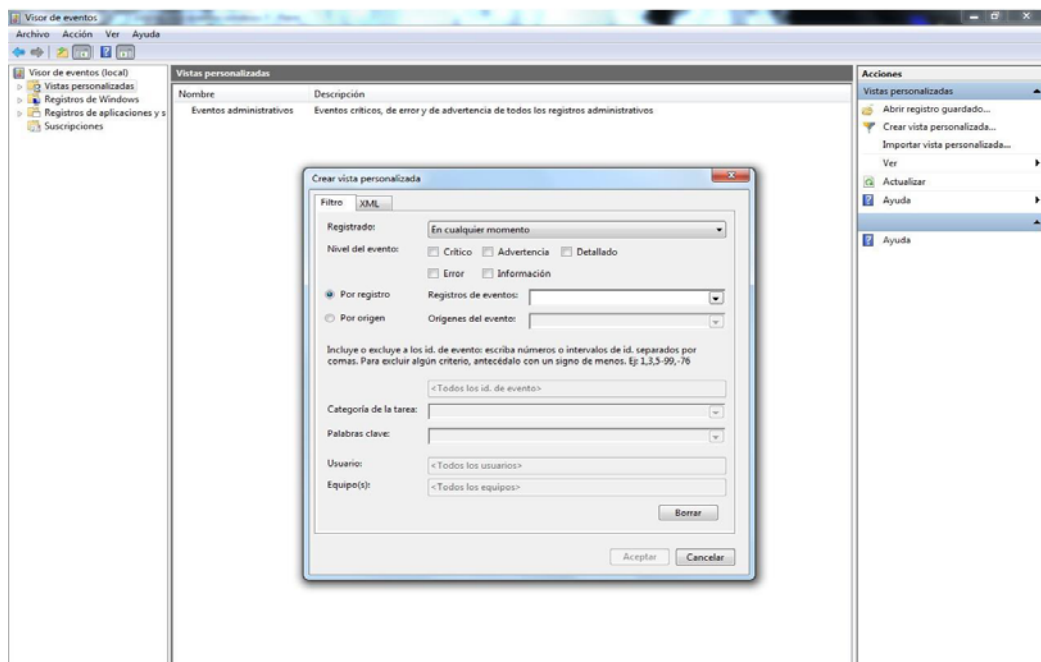 Visor de eventos
Archivo Acción Ver Ayuda
Visor de eventos (local)
Vistas personalizadas
Registros de Windows
Registros de aplicaciones y s
Suscripciones
Vistas personalizadas
Nombre Descripción
Eventos administrativos Eventos críticos, de error y de advertencia de todos los registros administrativos
Crear vista personalizada
Filtro XML
Registrado: En cualquier momento
Nivel del evento: Crítico Advertencia Detallado
Error Información
Por registro Registros de eventos:
Por origen Orígenes del evento:
Incluye o excluye a los id. de evento: escriba números o intervalos de id. separados por
comas. Para excluir algún criterio, antecédalo con un signo de menos. Ej: 1,3,5-99,-76
<Todos los id. de evento>
Categoría de la tarea:
Palabras clave:
Usuario: <Todos los usuarios>
Equipo(s): <Todos los equipos>
Borrar
Aceptar Cancelar
Acciones
Vistas personalizadas
Abrir registro guardado...
Crear vista personalizada...
Importar vista personalizada...
Ver
Actualizar
Ayuda
Ayuda